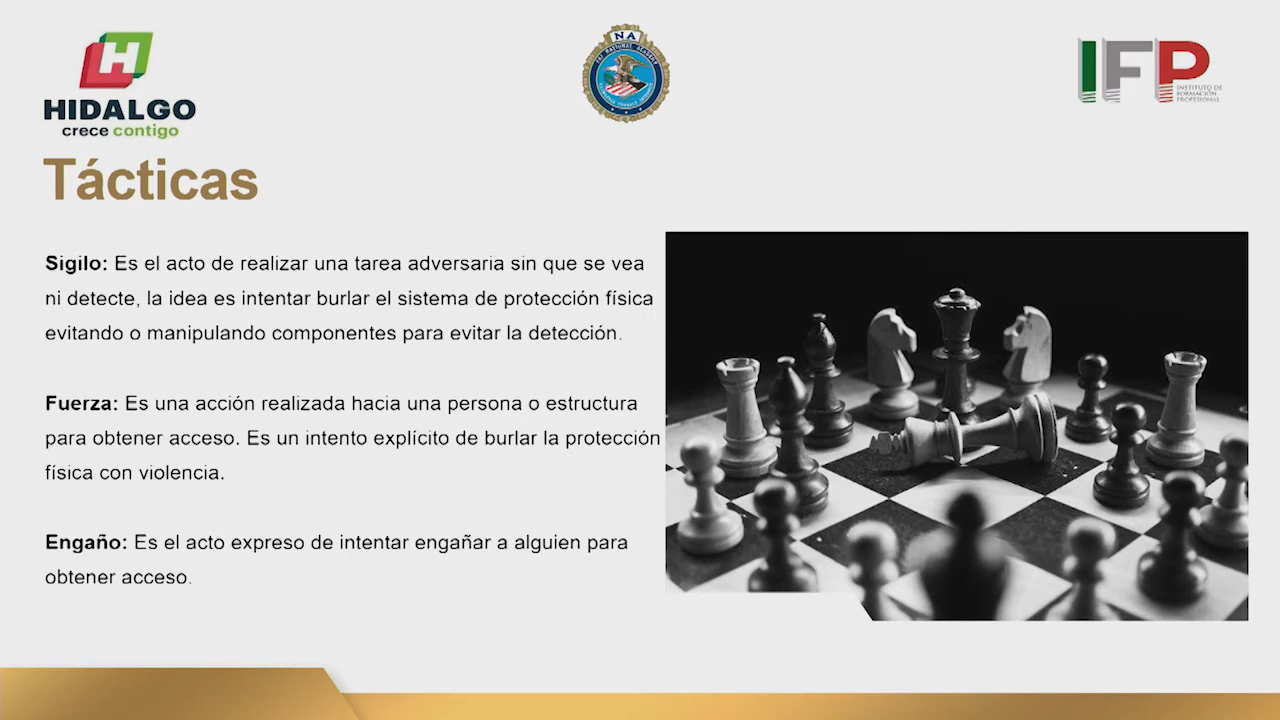 HIDALGO
crece contigo
NA
THE NATIONAL ACADEMY
IFP
INSTITUTO DE
FORMACIÓN
PROFESIONAL
Tácticas
Sigilo: Es el acto de realizar una tarea adversaria sin que se vea
ni detecte, la idea es intentar burlar el sistema de protección física
evitando o manipulando componentes para evitar la detección.
Fuerza: Es una acción realizada hacia una persona o estructura
para obtener acceso. Es un intento explícito de burlar la protección
física con violencia.
Engaño: Es el acto expreso de intentar engañar a alguien para
obtener acceso.